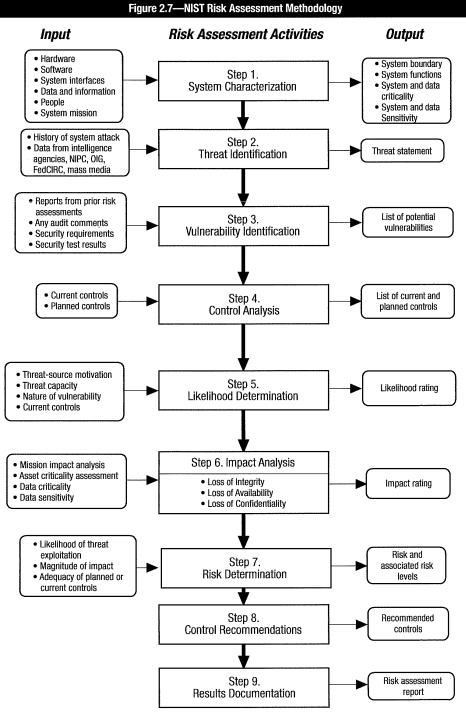 Figure 2.7—NIST Risk Assessment Methodology
Input
Risk Assessment Activities
Output
• Hardware
• Software
• System interfaces
• Data and information
• People
• System mission
Step 1.
System Characterization
• System boundary
• System functions
• System and data
criticality
• System and data
Sensitivity
• History of system attack
• Data from intelligence
agencies, NIPC, OIG,
FedCIRC, mass media
Step 2.
Threat Identification
Threat statement
• Reports from prior risk
assessments
• Any audit comments
• Security requirements
• Security test results
Step 3.
Vulnerability Identification
List of potential
vulnerabilities
• Current controls
• Planned controls
Step 4.
Control Analysis
List of current and
planned controls
• Threat-source motivation
• Threat capacity
• Nature of vulnerability
• Current controls
Step 5.
Likelihood Determination
Likelihood rating
• Mission impact analysis
• Asset criticality assessment
• Data criticality
• Data sensitivity
Step 6. Impact Analysis
• Loss of Integrity
• Loss of Availability
• Loss of Confidentiality
Impact rating
• Likelihood of threat
exploitation
• Magnitude of impact
• Adequacy of planned or
current controls
Step 7.
Risk Determination
Risk and
associated risk
levels
Step 8.
Control Recommendations
Recommended
controls
Step 9.
Results Documentation
Risk assessment
report